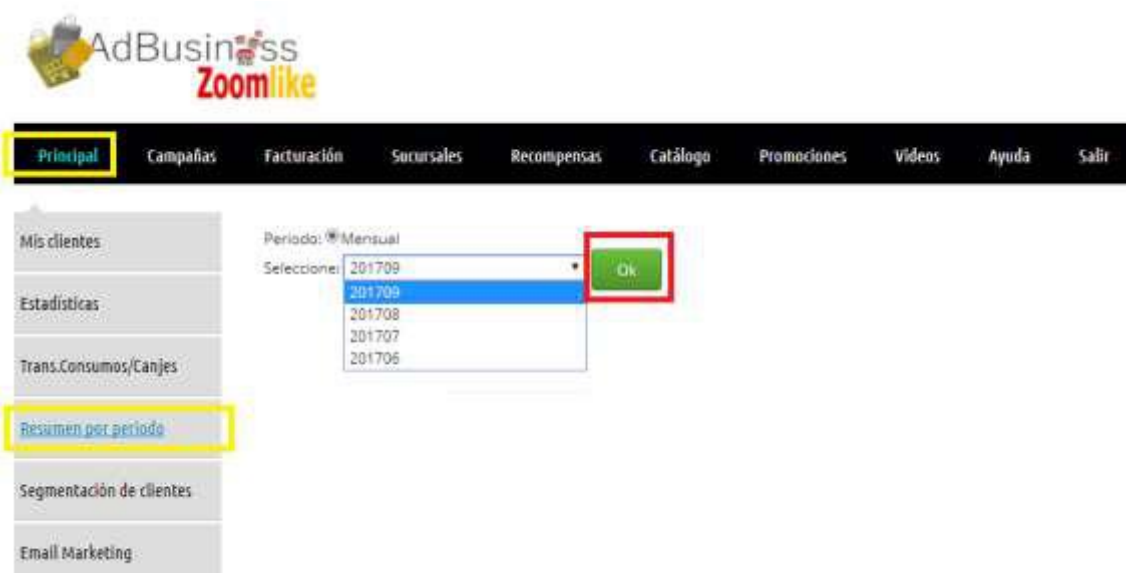 AdBusiness
Zoomlike
Principal Campañas Facturación Sucursales Recompensas Catálogo Promociones Videos Ayuda Salir
Mis clientes
Estadísticas
Trans.Consumos/Canjes
Resumen por periodo
Segmentación de clientes
Email Marketing
Periodo: Mensual
Seleccione: 201709
Ok
201709
201708
201707
201706